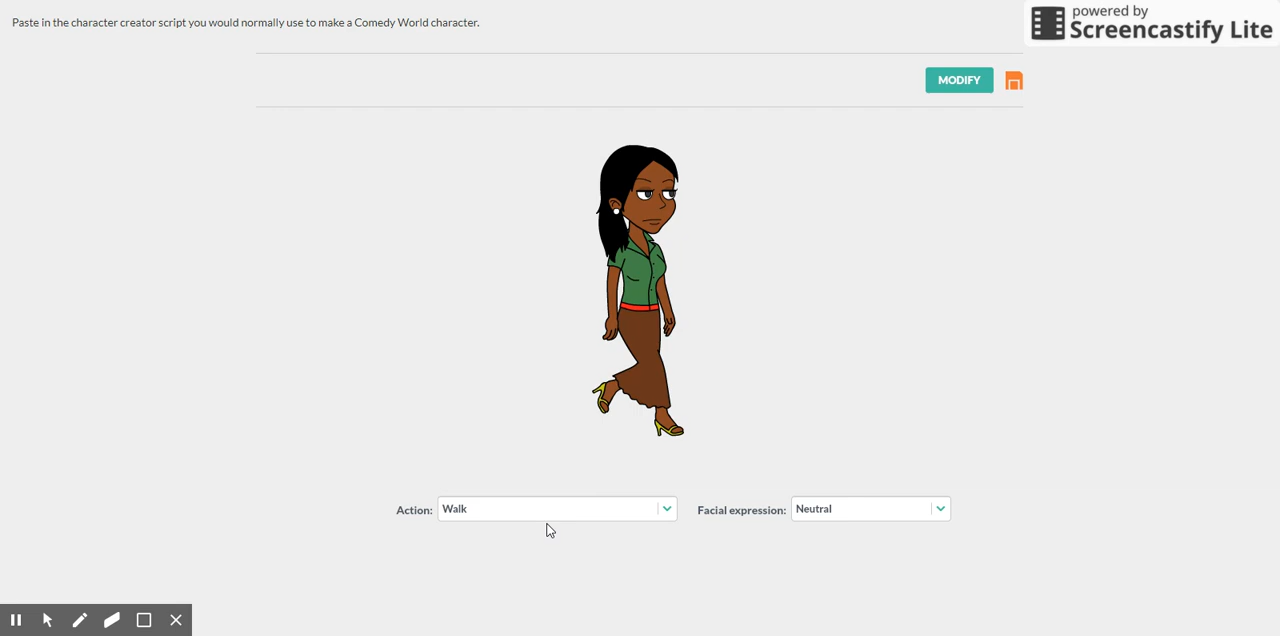 Paste in the character creator script you would normally use to make a Comedy World character.
powered by
Screencastify Lite
MODIFY
Action: Walk Facial expression: Neutral